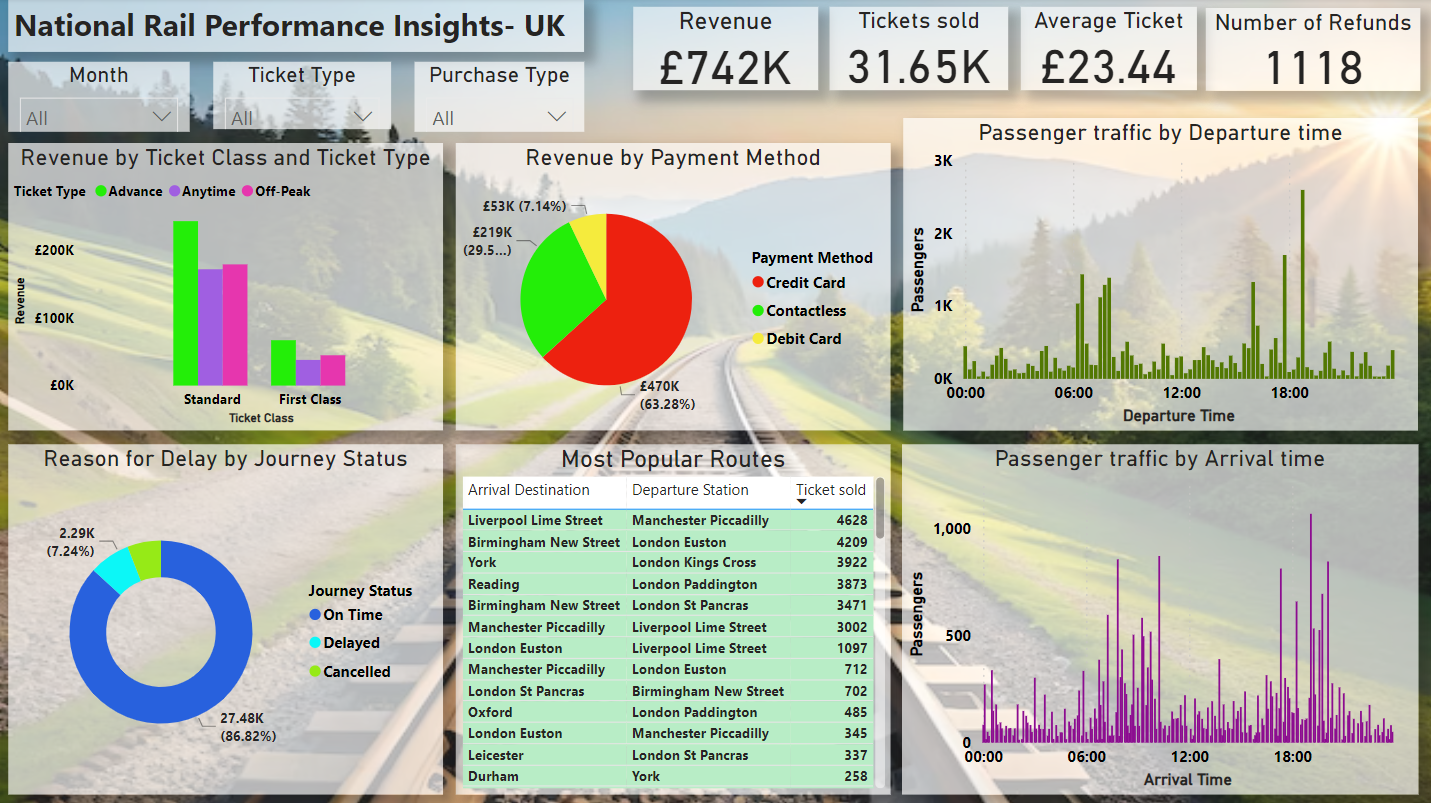 National Rail Performance Insights- UK
Revenue
£742K
Tickets sold
31.65K
Average Ticket
£23.44
Number of Refunds
1118
Month
All
Ticket Type
All
Purchase Type
All
Revenue by Ticket Class and Ticket Type
Ticket Type Advance Anytime Off-Peak
£200K
£100K
£0K
Revenue
Standard First Class
Ticket Class
Revenue by Payment Method
£53K (7.14%)
£219K
(29.5...)
£470K
(63.28%)
Payment Method
Credit Card
Contactless
Debit Card
Passenger traffic by Departure time
3K
2K
1K
0K
Passengers
00:00 06:00 12:00 18:00
Departure Time
Reason for Delay by Journey Status
2.29K
(7.24%)
27.48K
(86.82%)
Journey Status
On Time
Delayed
Cancelled
Most Popular Routes
Arrival Destination Departure Station Ticket sold
Liverpool Lime Street Manchester Piccadilly 4628
Birmingham New Street London Euston 4209
York London Kings Cross 3922
Reading London Paddington 3873
Birmingham New Street London St Pancras 3471
Manchester Piccadilly Liverpool Lime Street 3002
London Euston Liverpool Lime Street 1097
Manchester Piccadilly London Euston 712
London St Pancras Birmingham New Street 702
Oxford London Paddington 485
London Euston Manchester Piccadilly 345
Leicester London St Pancras 337
Durham York 258
Passenger traffic by Arrival time
1,000
500
0
Passengers
00:00 06:00 12:00 18:00
Arrival Time